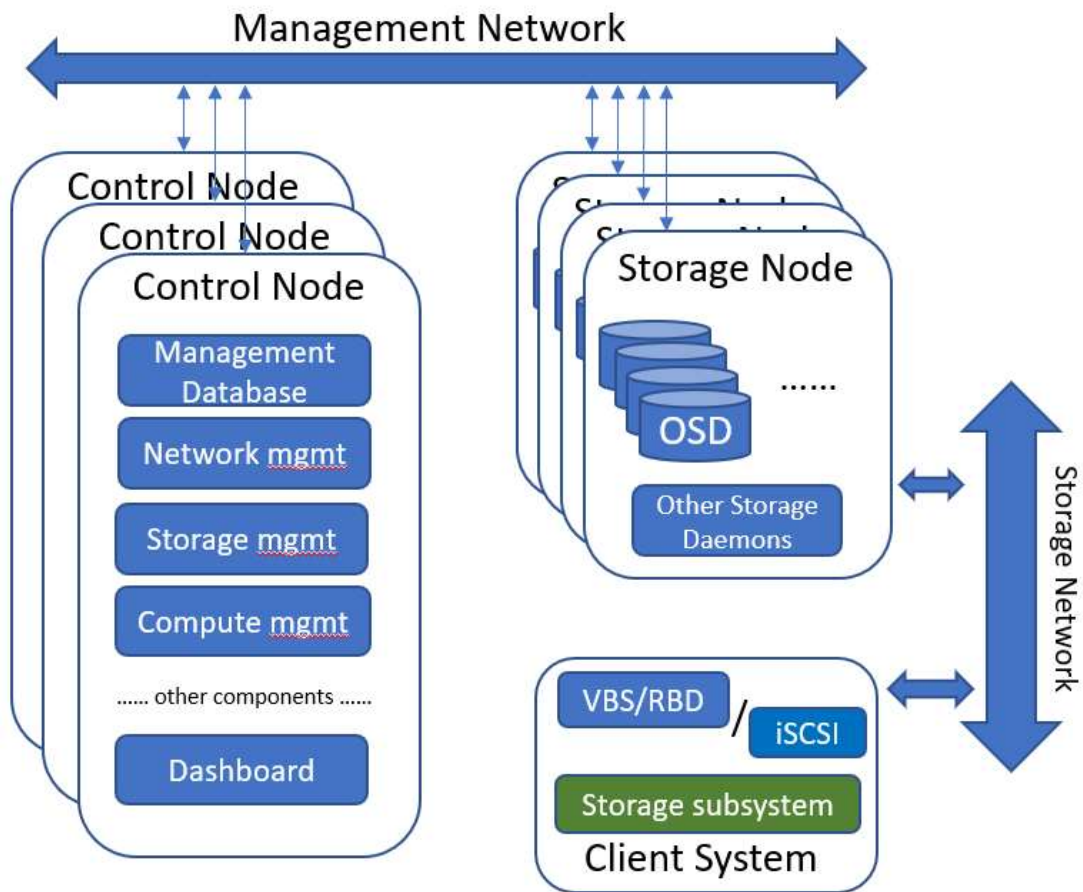 Management Network
Control Node
Control Node
Control Node
Management
Database
Network mgmt
Storage mgmt
Compute mgmt
...... other components ......
Dashboard
Storage Node
......
OSD
Other Storage
Daemons
Storage Network
VBS/RBD
/
iSCSI
Storage subsystem
Client System